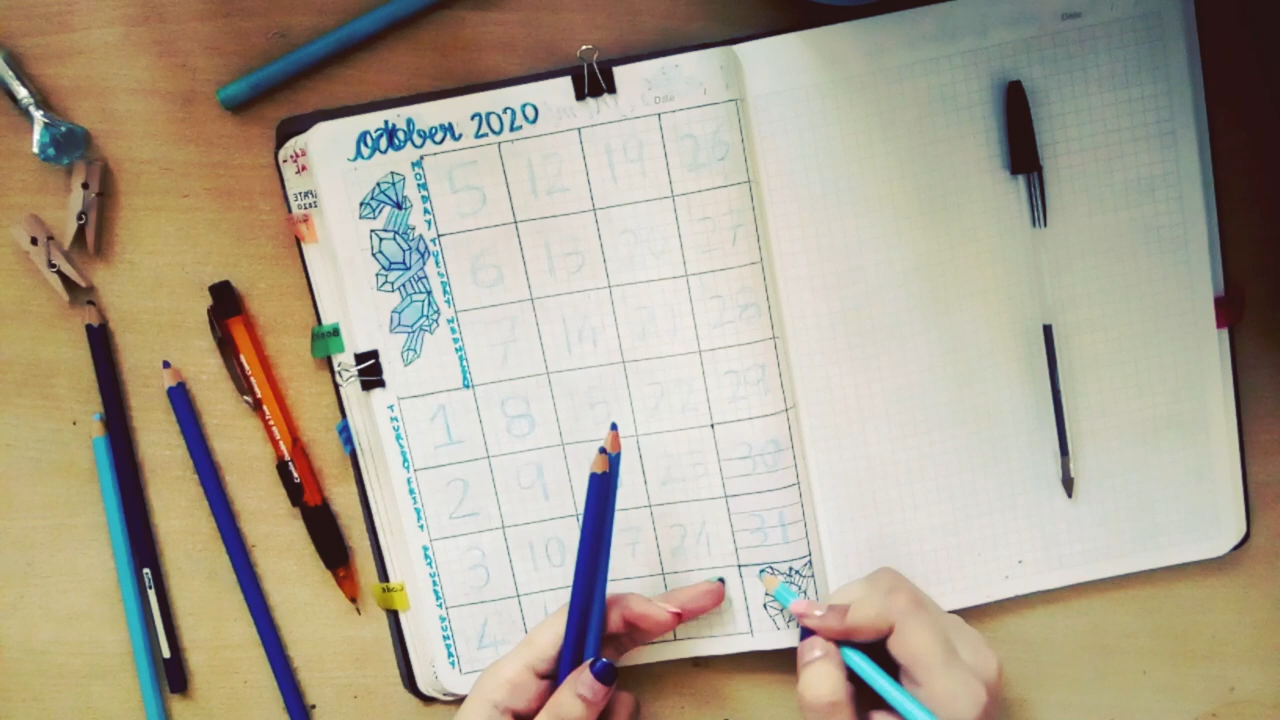 october 2020
MONDAY 5 12 19 26
TUESDAY 6 13 20 27
WEDNESDAY 7 14 21 28
THURSDAY 1 8 15 22 29
FRIDAY 2 9 23 30
SATURDAY 3 10 17 24 31
SUNDAY 4
CODE